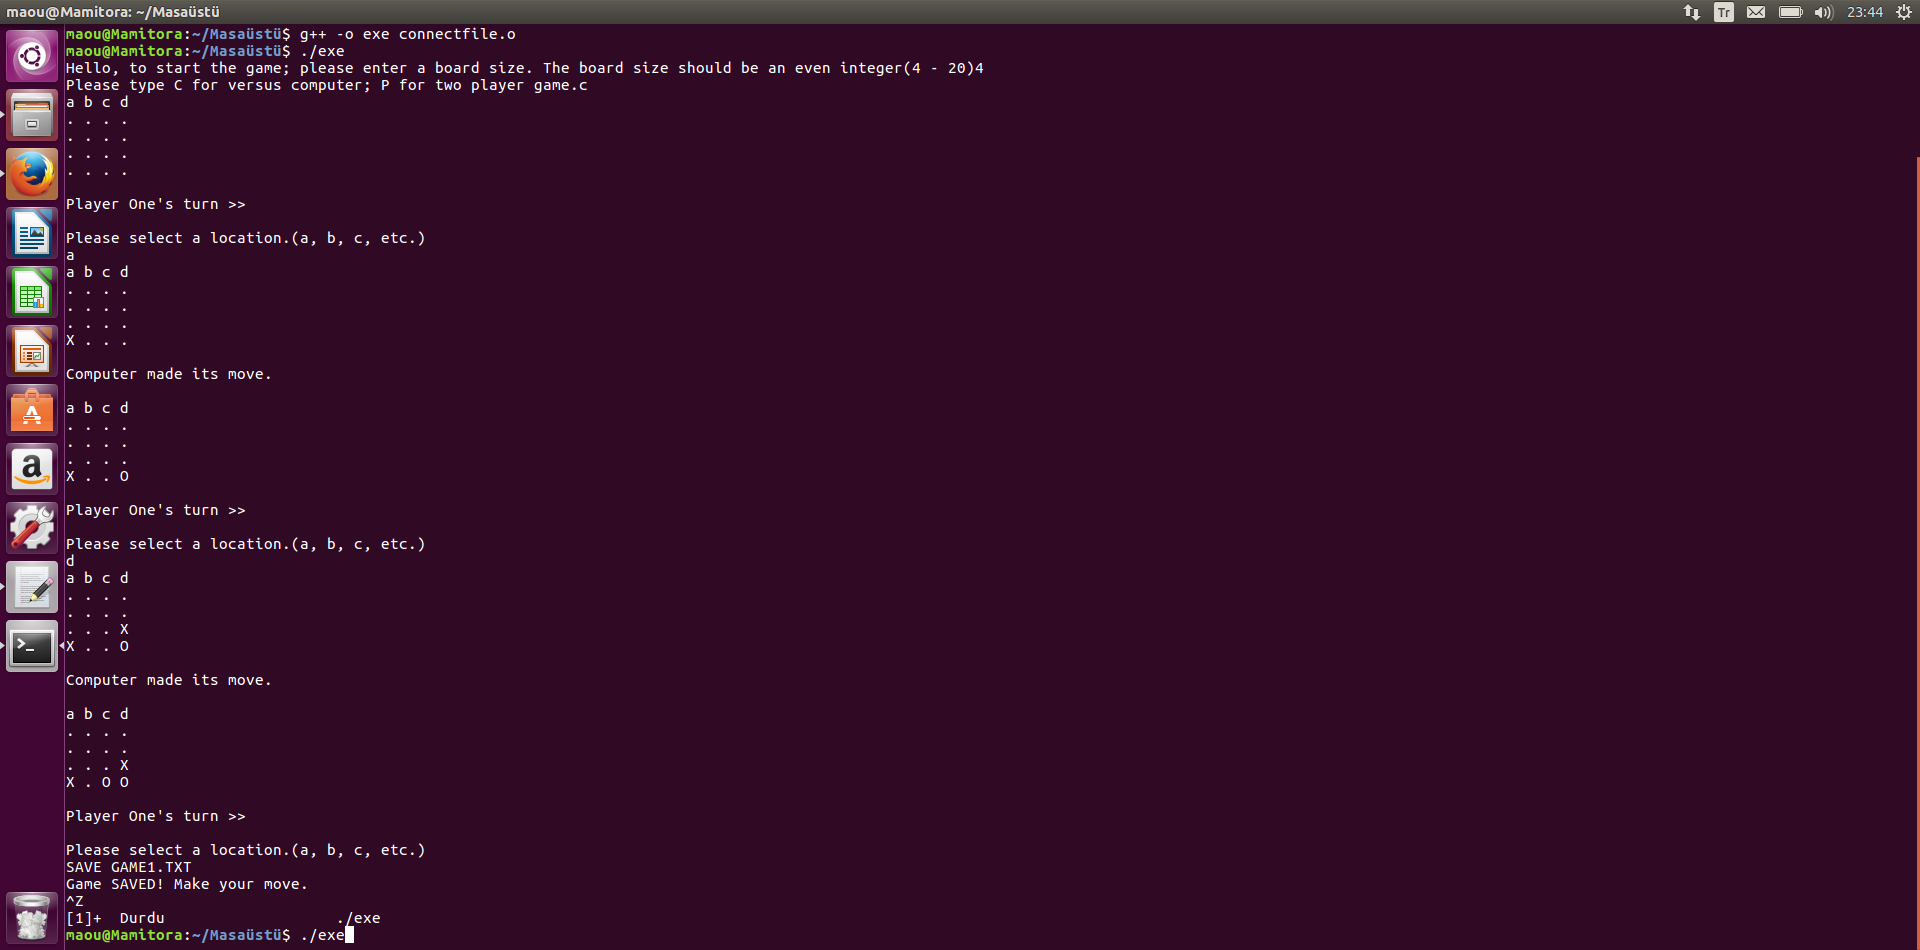 maou@Mamitora: ~/Masaüstü
Tr
23:44
maou@Mamitora:~/Masaüstü$ g++ -o exe connectfile.o
maou@Mamitora:~/Masaüstü$ ./exe
Hello, to start the game; please enter a board size. The board size should be an even integer(4 - 20)4
Please type C for versus computer; P for two player game.c
a b c d
. . . .
. . . .
. . . .
. . . .
Player One's turn >>
Please select a location.(a, b, c, etc.)
a
a b c d
. . . .
. . . .
. . . .
X . . .
Computer made its move.
a b c d
. . . .
. . . .
. . . .
X . . O
Player One's turn >>
Please select a location.(a, b, c, etc.)
d
a b c d
. . . .
. . . .
. . . X
X . . O
Computer made its move.
a b c d
. . . .
. . . .
. . . X
X . O O
Player One's turn >>
Please select a location.(a, b, c, etc.)
SAVE GAME1.TXT
Game SAVED! Make your move.
^Z
[1]+  Durdu                   ./exe
maou@Mamitora:~/Masaüstü$ ./exe